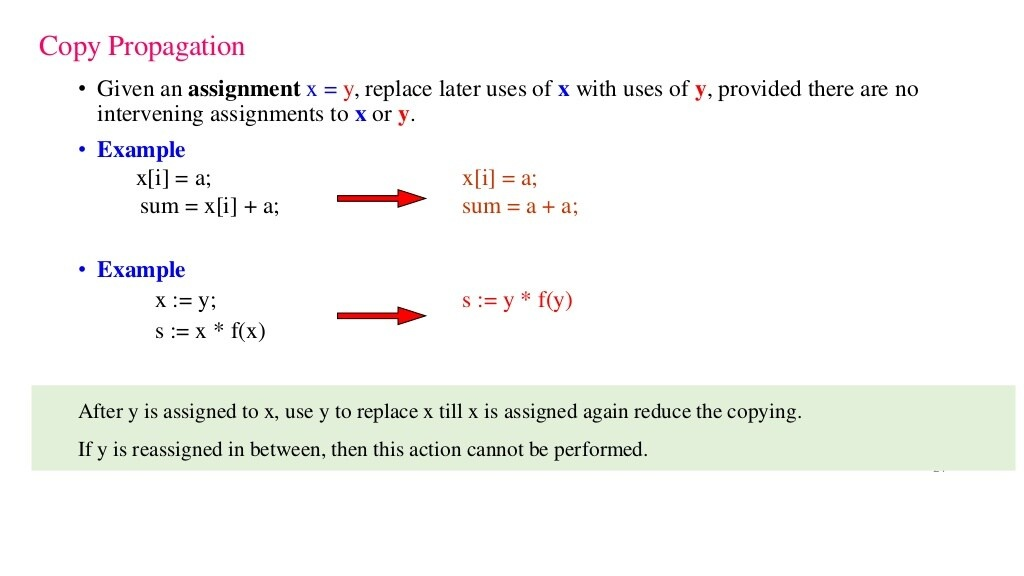 Copy Propagation
• Given an assignment x = y, replace later uses of x with uses of y, provided there are no
intervening assignments to x or y.
• Example
x[i] = a; x[i] = a;
sum = x[i] + a; sum = a + a;
• Example
x := y; s := y * f(y)
s := x * f(x)
After y is assigned to x, use y to replace x till x is assigned again reduce the copying.
If y is reassigned in between, then this action cannot be performed.